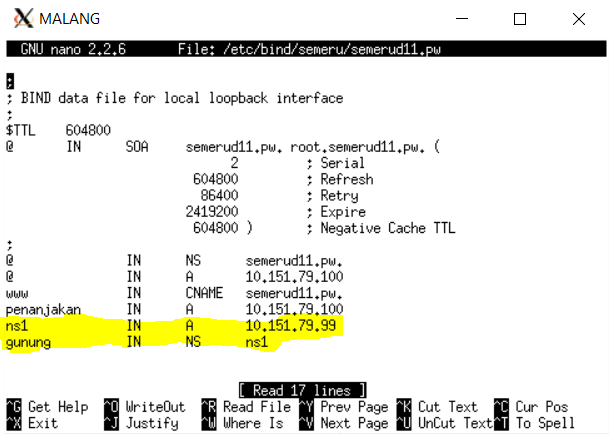 MALANG
GNU nano 2.2.6 File: /etc/bind/semeru/semerud11.pw
;
; BIND data file for local loopback interface
;
$TTL 604800
@ IN SOA semerud11.pw. root.semerud11.pw. (
2 ; Serial
604800 ; Refresh
86400 ; Retry
2419200 ; Expire
604800 ) ; Negative Cache TTL
;
@ IN NS semerud11.pw.
@ IN A 10.151.79.100
www IN CNAME semerud11.pw.
penanjakan IN A 10.151.79.100
ns1 IN A 10.151.79.99
gunung IN NS ns1
[ Read 17 lines ]
^G Get Help ^O WriteOut ^R Read File ^Y Prev Page ^K Cut Text ^C Cur Pos
^X Exit ^J Justify ^W Where Is ^V Next Page ^U UnCut Text ^T To Spell